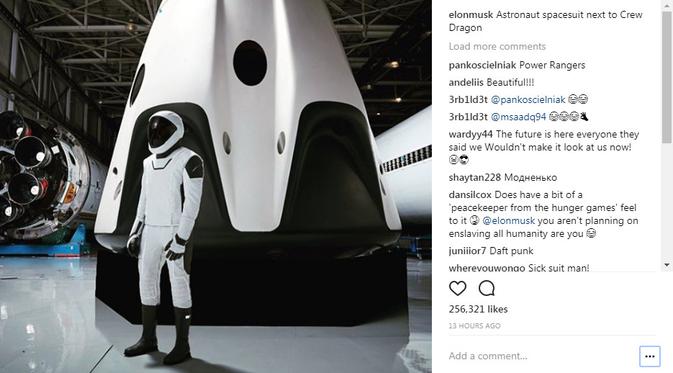 elonmusk Astronaut spacesuit next to Crew
Dragon
Load more comments
pankoscielniak Power Rangers
andeliis Beautiful!!!
3rb1ld3t @pankoscielniak 😂😂
3rb1ld3t @msaadq94 😂😂😂
wardyy44 The future is here everyone they
said we Wouldn't make it look at us now!
shaytan228 Модненько
dansilcox Does have a bit of a
'peacekeeper from the hunger games' feel
to it @elonmusk you aren't planning on
enslaving all humanity are you 😂
juniiior7 Daft punk
whereyouwongo Sick suit man!
256,321 likes
13 HOURS AGO
Add a comment...